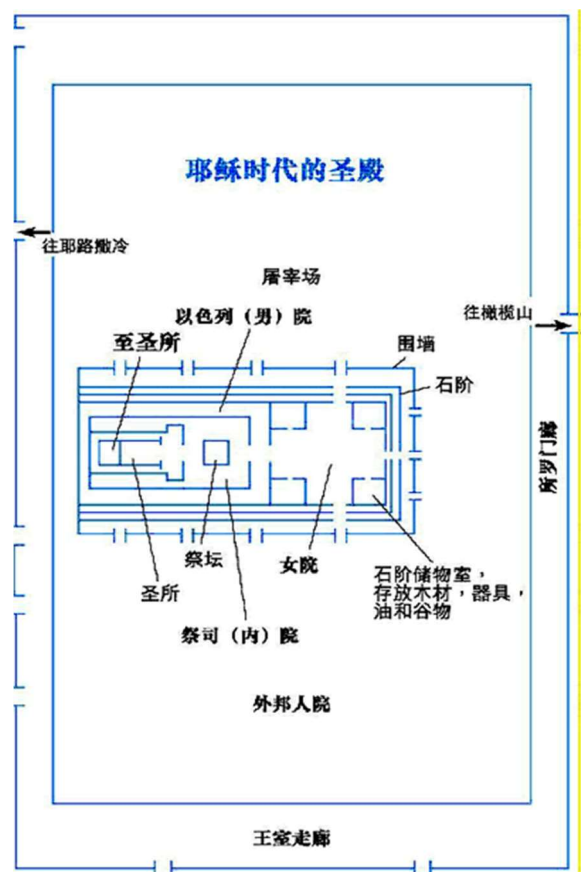 耶稣时代的圣殿
往耶路撒冷
屠宰场
以色列（男）院
往橄榄山
至圣所
围墙
石阶
所罗门廊
祭坛
女院
圣所
石阶储物室，
存放木材，器具，
油和谷物
祭司（内）院
外邦人院
王室走廊